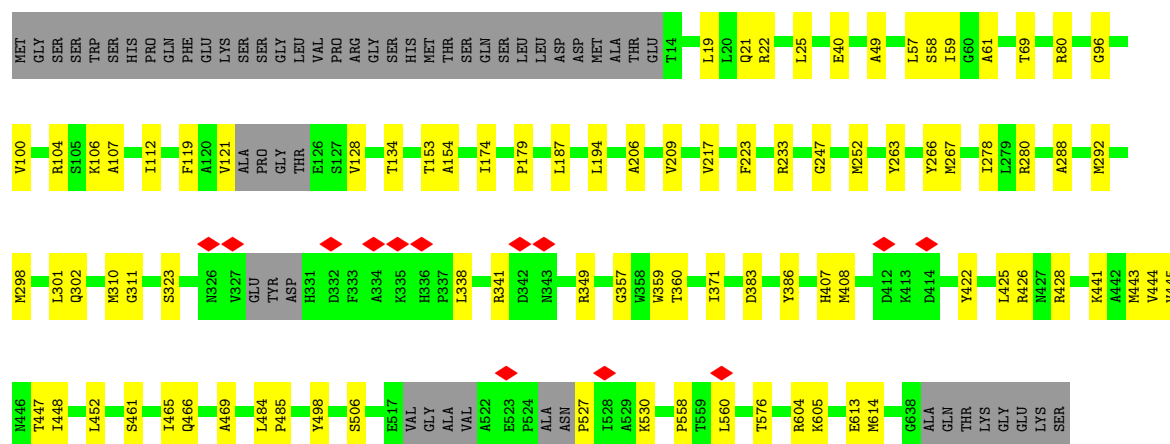 MET GLY SER SER TRP SER HIS PRO GLN PHE GLU LYS SER SER GLY LEU VAL PRO ARG GLY SER HIS MET THR SER SER GLN SER LEU LEU ASP ASP MET ALA THR GLU T14 L19 L20 Q21 R22 L25 E40 A49 L57 S58 I59 G60 A61 T69 R80 G96
V100 R104 S105 K106 A107 I112 F119 A120 V121 ALA PRO GLY THR E126 S127 V128 T134 T153 A154 I174 P179 L187 L194 A206 V209 V217 F223 R233 G247 M252 Y263 Y266 M267 I278 L279 R280 A288 M292
M298 L301 Q302 M310 G311 S323 N326 V327 GLU TYR ASP H331 D332 F333 A334 K335 H336 P337 L338 R341 D342 N343 R349 G357 W358 W359 T360 I371 D383 Y386 H407 M408 D412 K413 D414 Y422 L425 R426 N427 R428 K441 A442 M443 V444
N446 T447 I448 L452 S461 I465 Q466 A469 L484 P485 Y498 S506 E517 VAL GLY ALA VAL A522 E523 P524 ALA ASN P527 I528 A529 K530 P558 T559 L560 T576 R604 K605 E613 M614 G638 ALA GLN THR LYS GLY GLU LYS SER